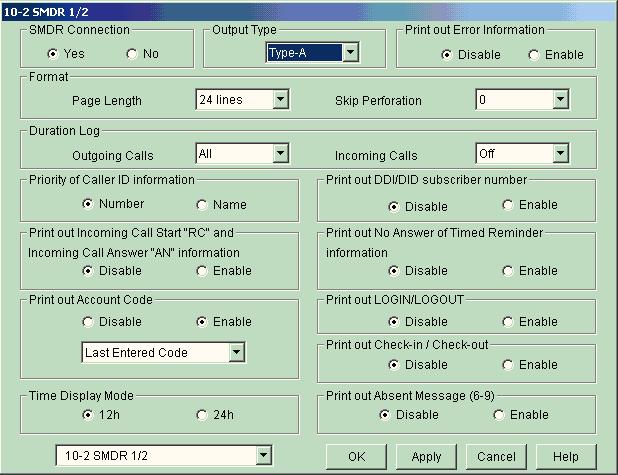 10-2 SMDR 1/2
SMDR Connection
Yes No
Output Type
Type-A
Print out Error Information
Disable Enable
Format
Page Length 24 lines Skip Perforation 0
Duration Log
Outgoing Calls All Incoming Calls Off
Priority of Caller ID information
Number Name
Print out DDI/DID subscriber number
Disable Enable
Print out Incoming Call Start "RC" and
Incoming Call Answer "AN" information
Disable Enable
Print out No Answer of Timed Reminder
information
Disable Enable
Print out Account Code
Disable Enable
Last Entered Code
Print out LOGIN/LOGOUT
Disable Enable
Print out Check-in / Check-out
Disable Enable
Time Display Mode
12h 24h
Print out Absent Message (6-9)
Disable Enable
10-2 SMDR 1/2
OK Apply Cancel Help